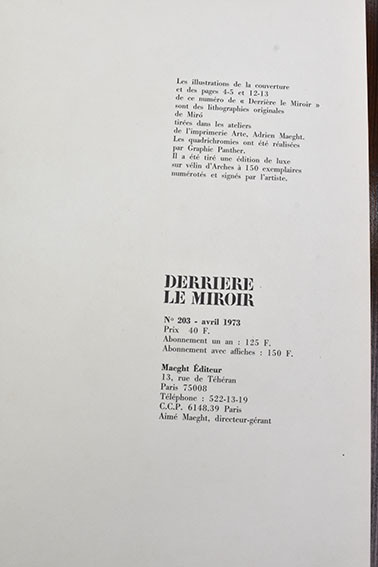 Les illustrations de la couverture
et des pages 4-5 et 12-13
de ce numéro de « Derrière le Miroir »
sont des lithographies originales
de Miró
tirées dans les ateliers
de l'imprimerie Arte, Adrien Maeght.
Les quadrichromies ont été réalisées
par Graphic Panther.
Il a été tiré une édition de luxe
sur vélin d'Arches à 150 exemplaires
numérotés et signés par l'artiste.
DERRIERE
LE MIROIR
N° 203 - avril 1973
Prix 40 F.
Abonnement un an : 125 F.
Abonnement avec affiches : 150 F.
Maeght Éditeur
13, rue de Téhéran
Paris 75008
Téléphone : 522-13-19
C.C.P. 6148.39 Paris
Aimé Maeght, directeur-gérant